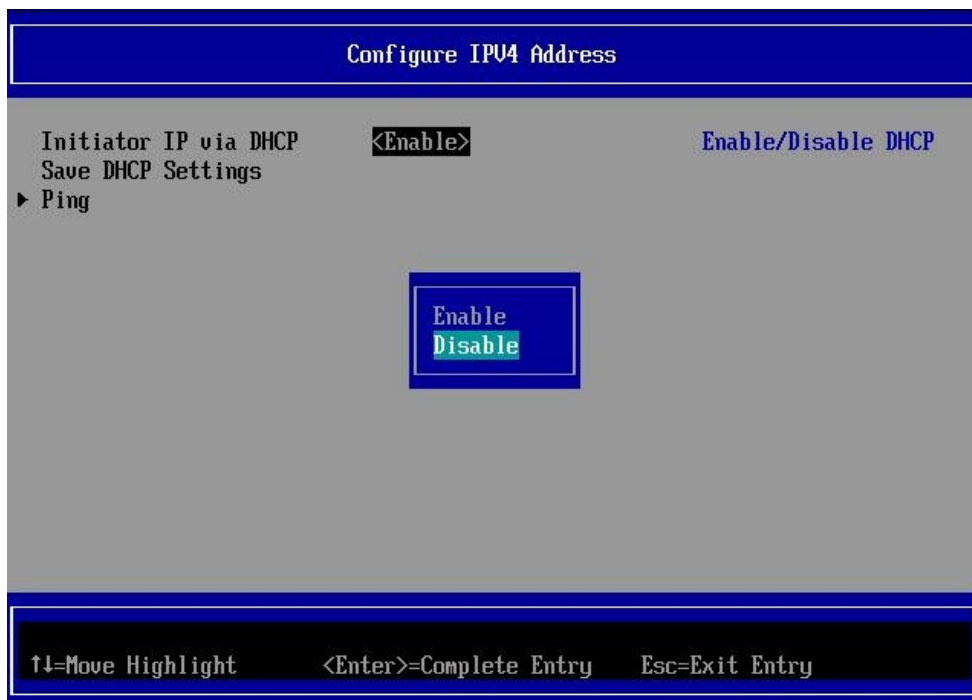 Configure IPV4 Address
Initiator IP via DHCP <Enable> Enable/Disable DHCP
Save DHCP Settings
▶ Ping
Enable
Disable
↑↓=Move Highlight <Enter>=Complete Entry Esc=Exit Entry